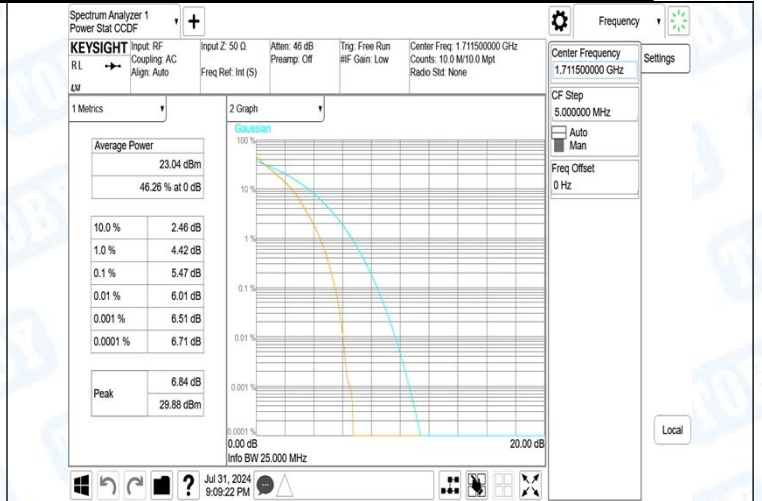 Spectrum Analyzer 1
Power Stat CCDF
Frequency
KEYSIGHT
RL
Input: RF
Coupling: AC
Align: Auto
Input Z: 50 Ω
Freq Ref: Int (S)
Atten: 46 dB
Preamp: Off
Trig: Free Run
#IF Gain: Low
Center Freq: 1.711500000 GHz
Counts: 10.0 M/10.0 Mpt
Radio Std: None
Center Frequency
1.711500000 GHz
Settings
CF Step
5.000000 MHz
Auto
Man
Freq Offset
0 Hz
1 Metrics
Average Power
23.04 dBm
46.26 % at 0 dB
10.0 % 2.46 dB
1.0 % 4.42 dB
0.1 % 5.47 dB
0.01 % 6.01 dB
0.001 % 6.51 dB
0.0001 % 6.71 dB
Peak 6.84 dB
29.88 dBm
2 Graph
Gaussian
100 %
10 %
1 %
0.1 %
0.01 %
0.001 %
0.0001 %
0.00 dB 20.00 dB
Info BW 25.000 MHz
Local
?
Jul 31, 2024
9:09:22 PM